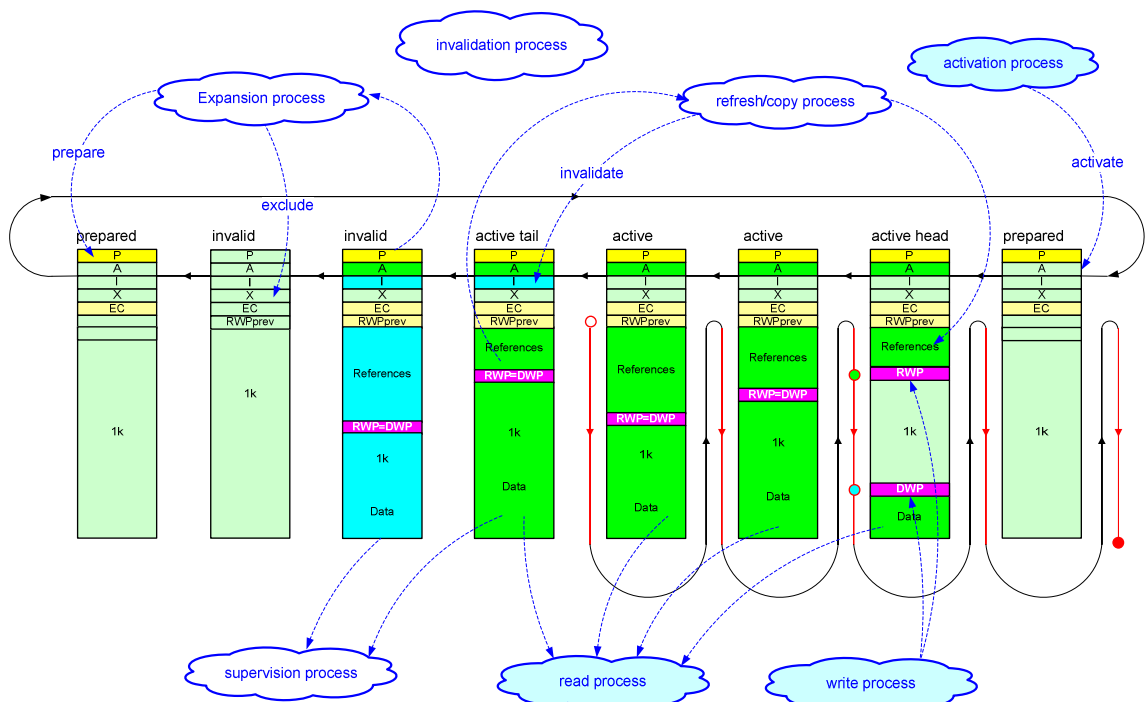 invalidation process
activation process
Expansion process
refresh/copy process
prepare
invalidate
activate
exclude
prepared
invalid
invalid
active tail
active
active
active head
prepared
P
P
P
P
P
P
P
P
A
A
A
A
A
A
A
A
I
I
I
I
I
I
I
I
X
X
X
X
X
X
X
X
EC
EC
EC
EC
EC
EC
EC
EC
RWPprev
RWPprev
RWPprev
RWPprev
RWPprev
RWPprev
References
References
References
References
References
RWP=DWP
RWP
1k
RWP=DWP
RWP=DWP
RWP=DWP
1k
1k
1k
1k
1k
1k
1k
1k
DWP
Data
Data
Data
Data
Data
supervision process
read process
write process